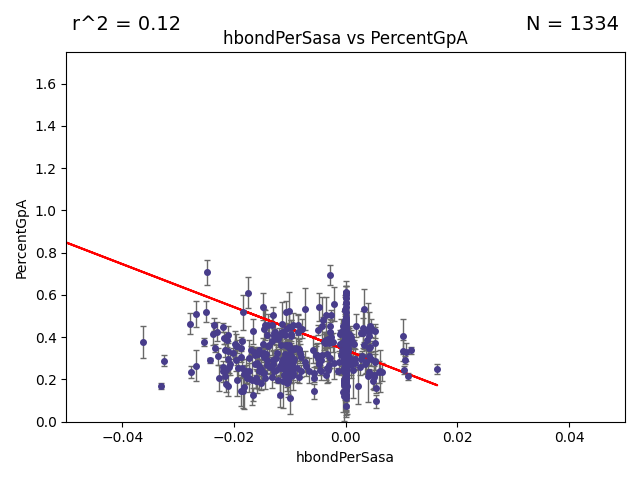 r^2 = 0.12
N = 1334
hbondPerSasa vs PercentGpA
1.6
1.4
1.2
1.0
0.8
0.6
0.4
0.2
0.0
PercentGpA
−0.04
−0.02
0.00
0.02
0.04
hbondPerSasa